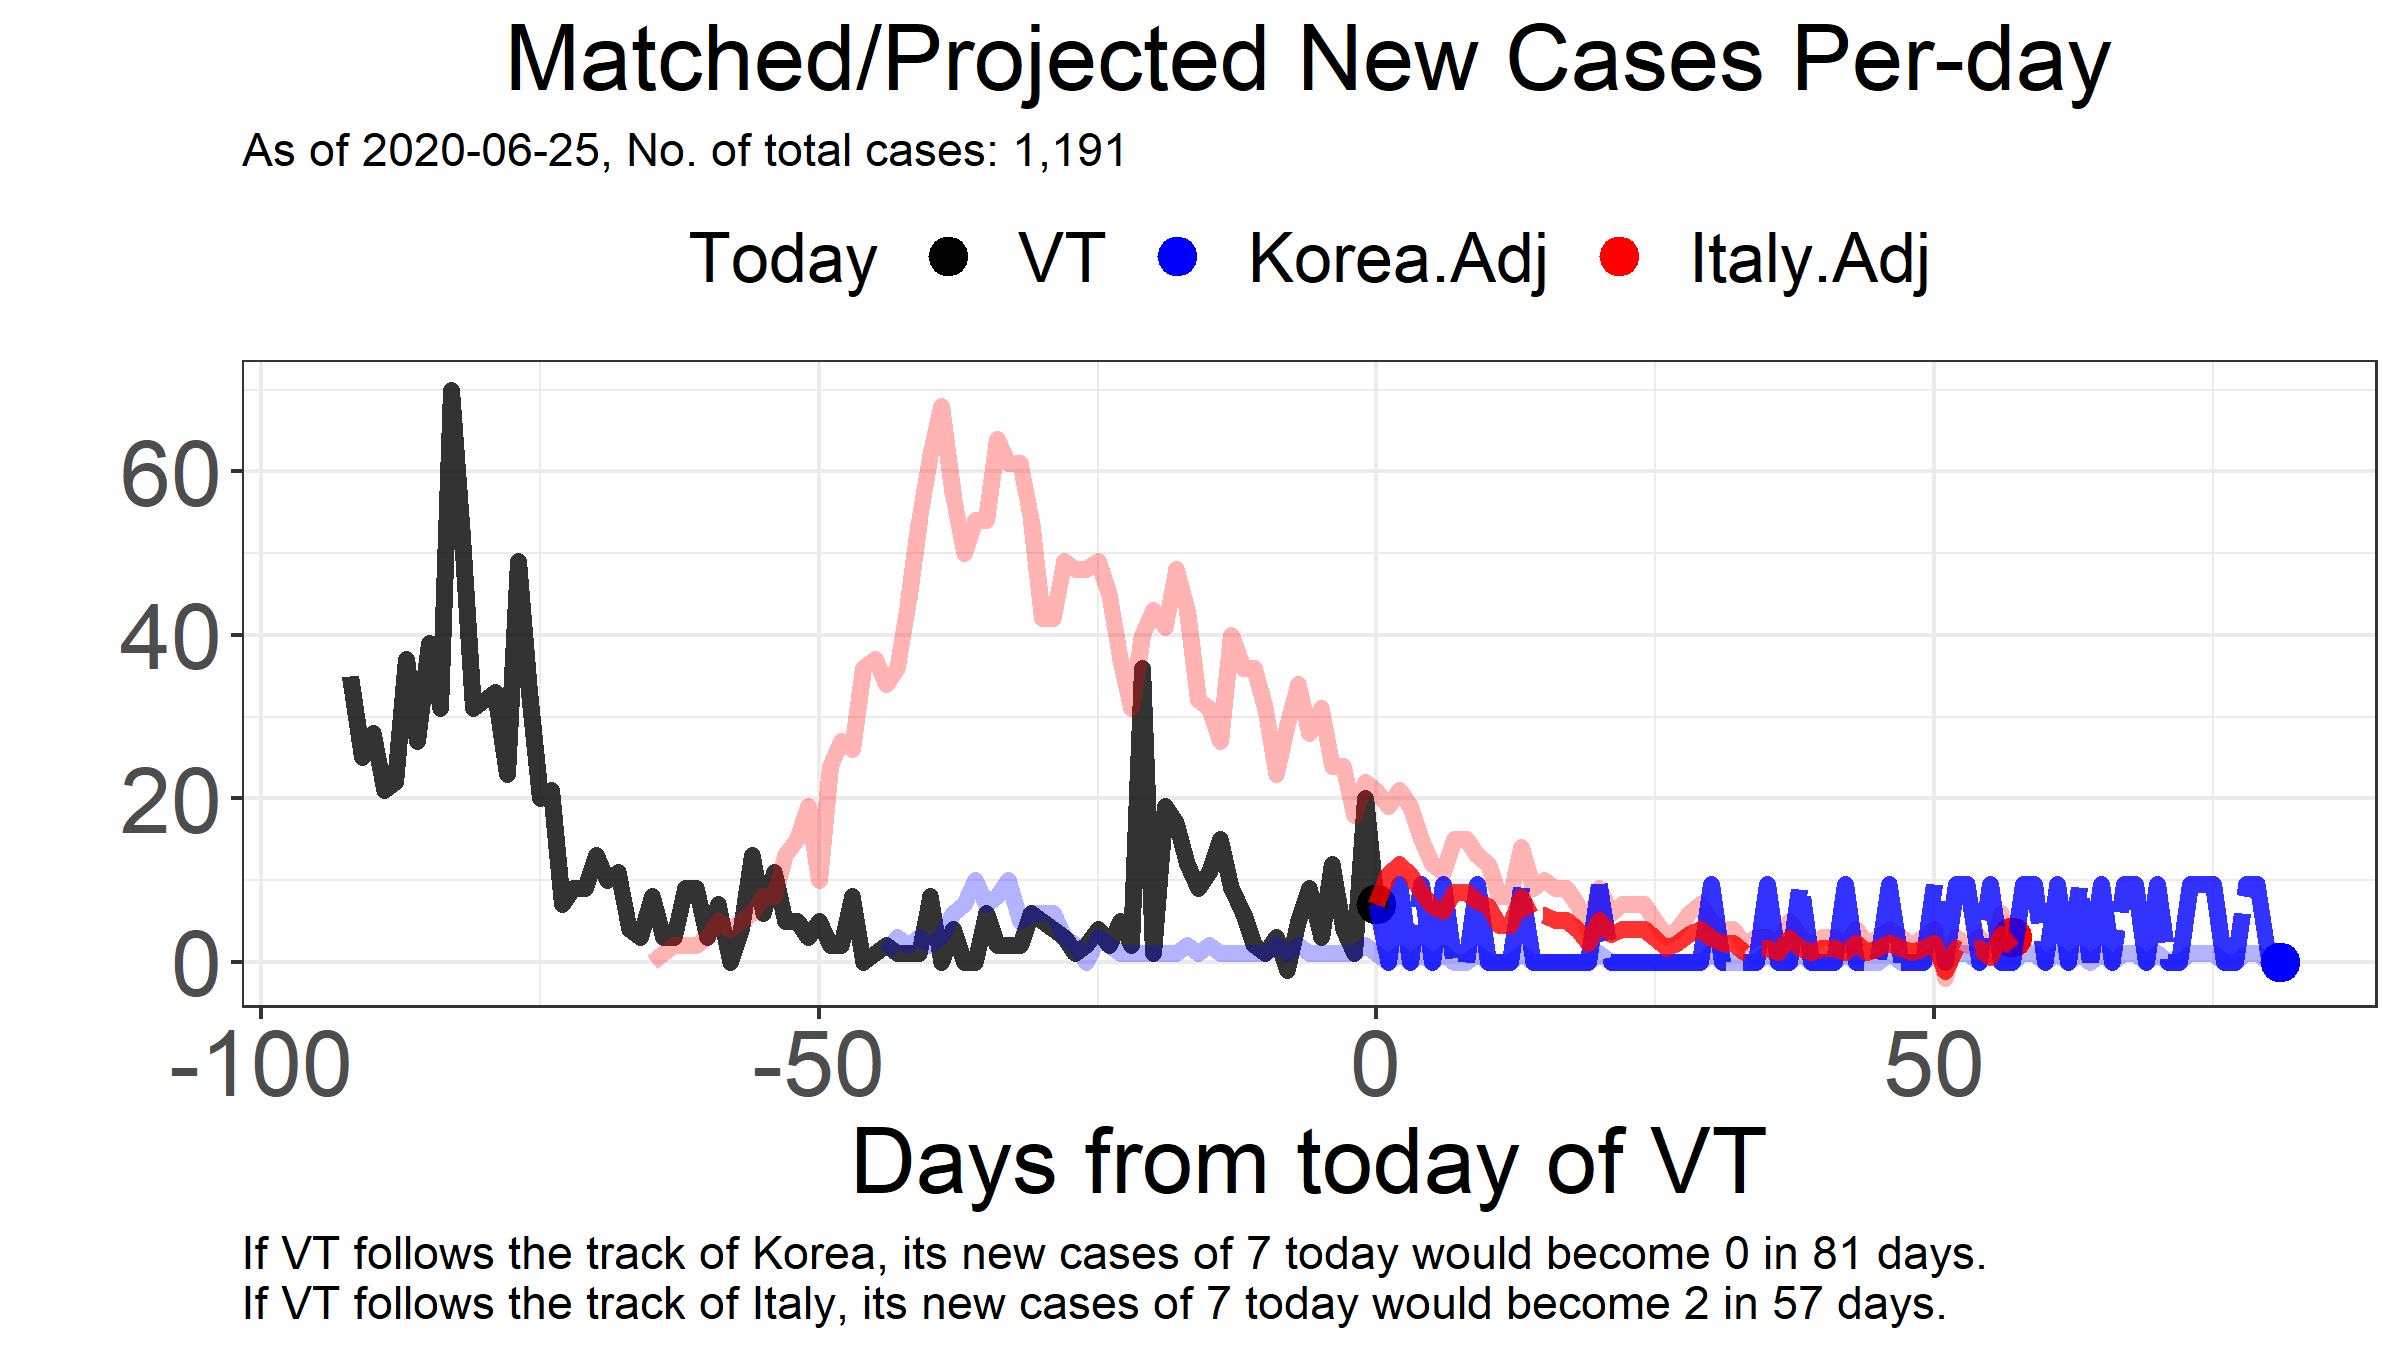 Matched/Projected New Cases Per-day
As of 2020-06-25, No. of total cases: 1,191
Today VT Korea.Adj Italy.Adj
60
40
20
0
-100 -50 0 50
Days from today of VT
If VT follows the track of Korea, its new cases of 7 today would become 0 in 81 days.
If VT follows the track of Italy, its new cases of 7 today would become 2 in 57 days.